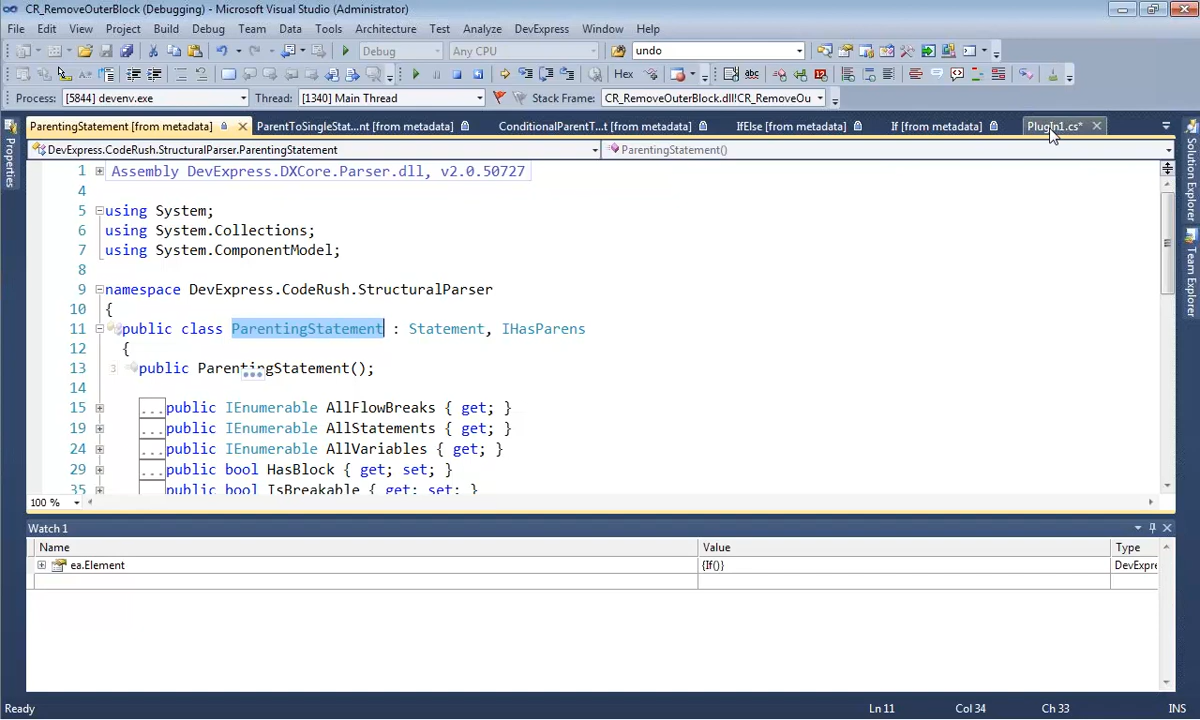 CR_RemoveOuterBlock (Debugging) - Microsoft Visual Studio (Administrator)
File Edit View Project Build Debug Team Data Tools Architecture Test Analyze DevExpress Window Help
Debug Any CPU undo
Hex
Process: [5844] devenv.exe Thread: [1340] Main Thread Stack Frame: CR_RemoveOuterBlock.dll!CR_RemoveOu
ParentingStatement [from metadata] ParentToSingleStat...nt [from metadata] ConditionalParentT...t [from metadata] IfElse [from metadata] If [from metadata] PlugIn1.cs*
DevExpress.CodeRush.StructuralParser.ParentingStatement ParentingStatement()
1 Assembly DevExpress.DXCore.Parser.dll, v2.0.50727
4
5 using System;
6 using System.Collections;
7 using System.ComponentModel;
8
9 namespace DevExpress.CodeRush.StructuralParser
10 {
11 public class ParentingStatement : Statement, IHasParens
12 {
13 3 public ParentingStatement();
14
15 ...public IEnumerable AllFlowBreaks { get; }
19 ...public IEnumerable AllStatements { get; }
24 ...public IEnumerable AllVariables { get; }
29 ...public bool HasBlock { get; set; }
35 public bool IsBreakable { get; set; }
100 %
Watch 1
Name Value Type
ea.Element {If()} DevExpre
Ready Ln 11 Col 34 Ch 33 INS
Properties
Solution Explorer
Team Explorer